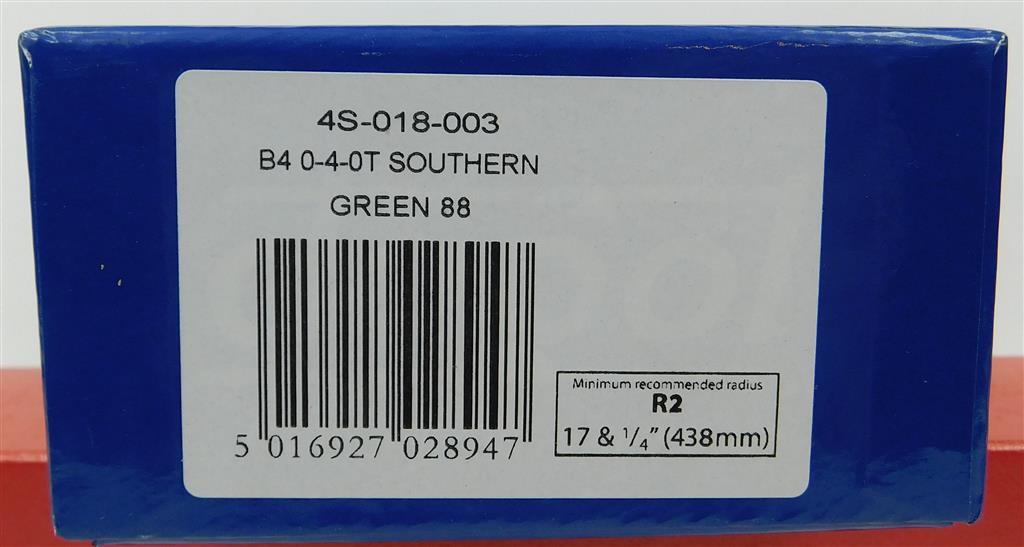 4S-018-003
B4 0-4-0T SOUTHERN
GREEN 88
5 016927 028947
Minimum recommended radius
R2
17 & 1/4" (438mm)